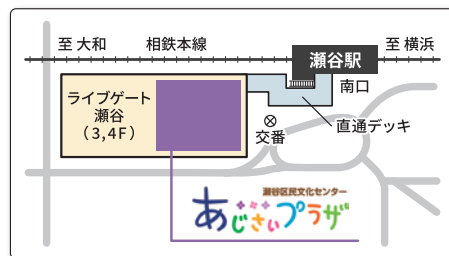 至 大和
相鉄本線
瀬谷駅
至 横浜
南口
ライブゲート
瀬谷
(3,4F)
直通デッキ
交番
瀬谷区民文化センター
あじさいプラザ